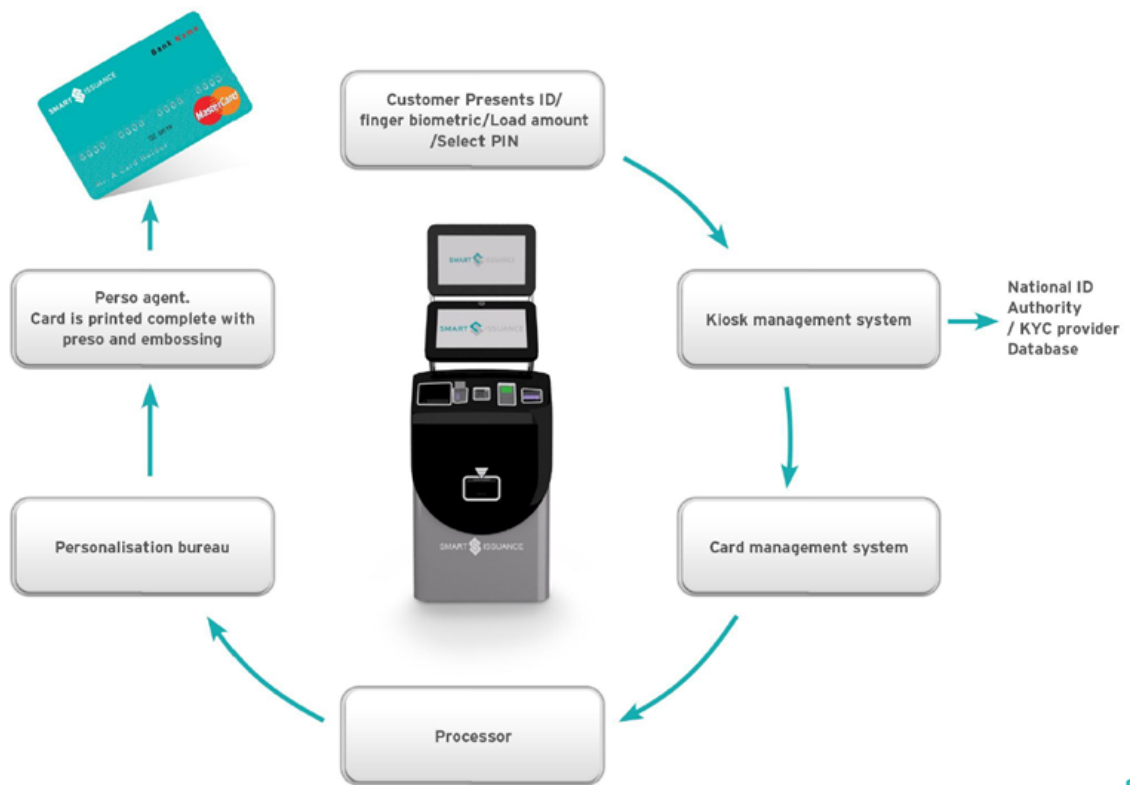 Bank Name
SMART ISSUANCE
MasterCard
Customer Presents ID/
finger biometric/Load amount
/Select PIN
Perso agent.
Card is printed complete with
preso and embossing
SMART ISSUANCE
SMART ISSUANCE
Kiosk management system
National ID
Authority
/ KYC provider
Database
Personalisation bureau
SMART ISSUANCE
Card management system
Processor